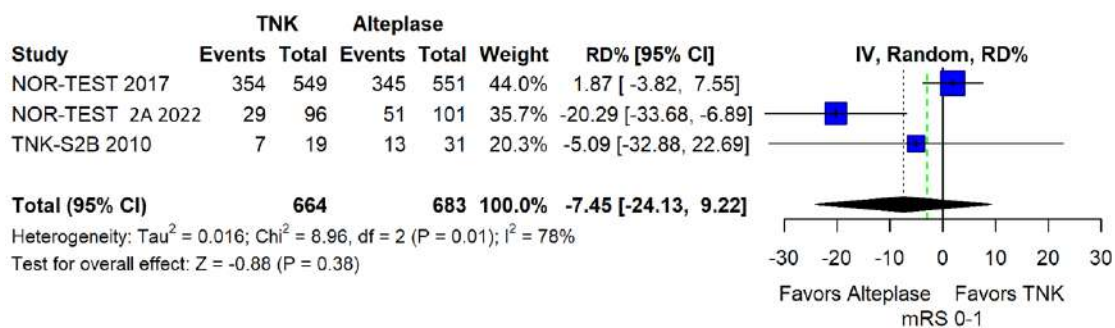 TNK Alteplase
Study Events Total Events Total Weight RD% [95% CI] IV, Random, RD%
NOR-TEST 2017 354 549 345 551 44.0% 1.87 [ -3.82, 7.55]
NOR-TEST 2A 2022 29 96 51 101 35.7% -20.29 [-33.68, -6.89]
TNK-S2B 2010 7 19 13 31 20.3% -5.09 [-32.88, 22.69]
Total (95% CI) 664 683 100.0% -7.45 [-24.13, 9.22]
Heterogeneity: Tau² = 0.016; Chi² = 8.96, df = 2 (P = 0.01); I² = 78%
Test for overall effect: Z = -0.88 (P = 0.38)
-30 -20 -10 0 10 20 30
Favors Alteplase Favors TNK
mRS 0-1